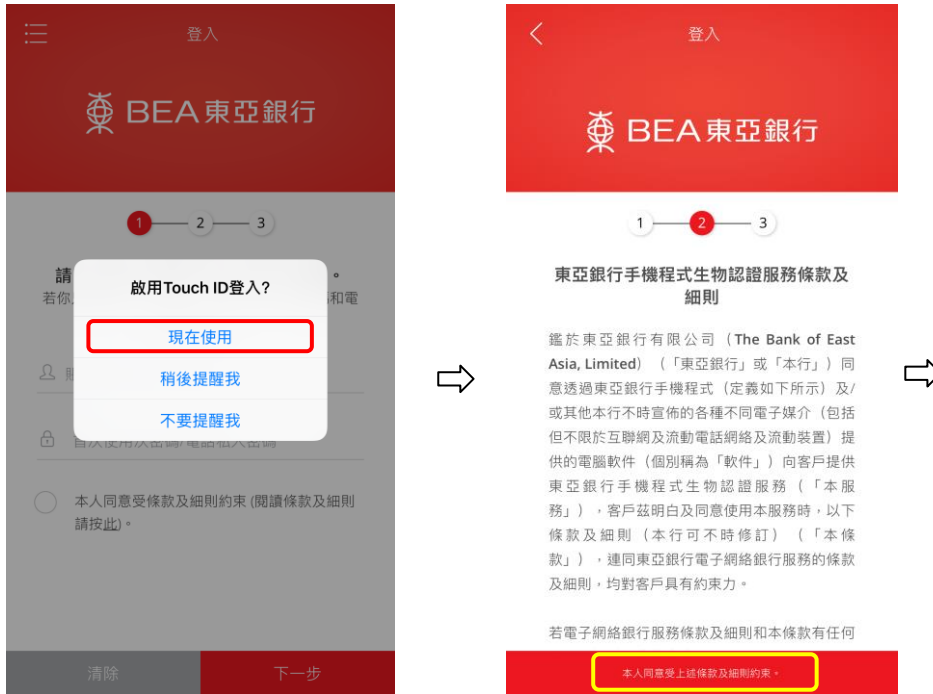 登入
BEA東亞銀行
1 2 3
請 。
若你 和電
啟用Touch ID登入?
現在使用
稍後提醒我
不要提醒我
本人同意受條款及細則約束 (閱讀條款及細則
請按此)。
清除 下一步
登入
BEA東亞銀行
1 2 3
東亞銀行手機程式生物認證服務條款及
細則
鑑於東亞銀行有限公司（The Bank of East
Asia, Limited）（「東亞銀行」或「本行」）同
意透過東亞銀行手機程式（定義如下所示）及/
或其他本行不時宣佈的各種不同電子媒介（包括
但不限於互聯網及流動電話網絡及流動裝置）提
供的電腦軟件（個別稱為「軟件」）向客戶提供
東亞銀行手機程式生物認證服務（「本服
務」），客戶茲明白及同意使用本服務時，以下
條款及細則（本行可不時修訂）（「本條
款」），連同東亞銀行電子網絡銀行服務的條款
及細則，均對客戶具有約束力。
若電子網絡銀行服務條款及細則和本條款有任何
本人同意受上述條款及細則約束。